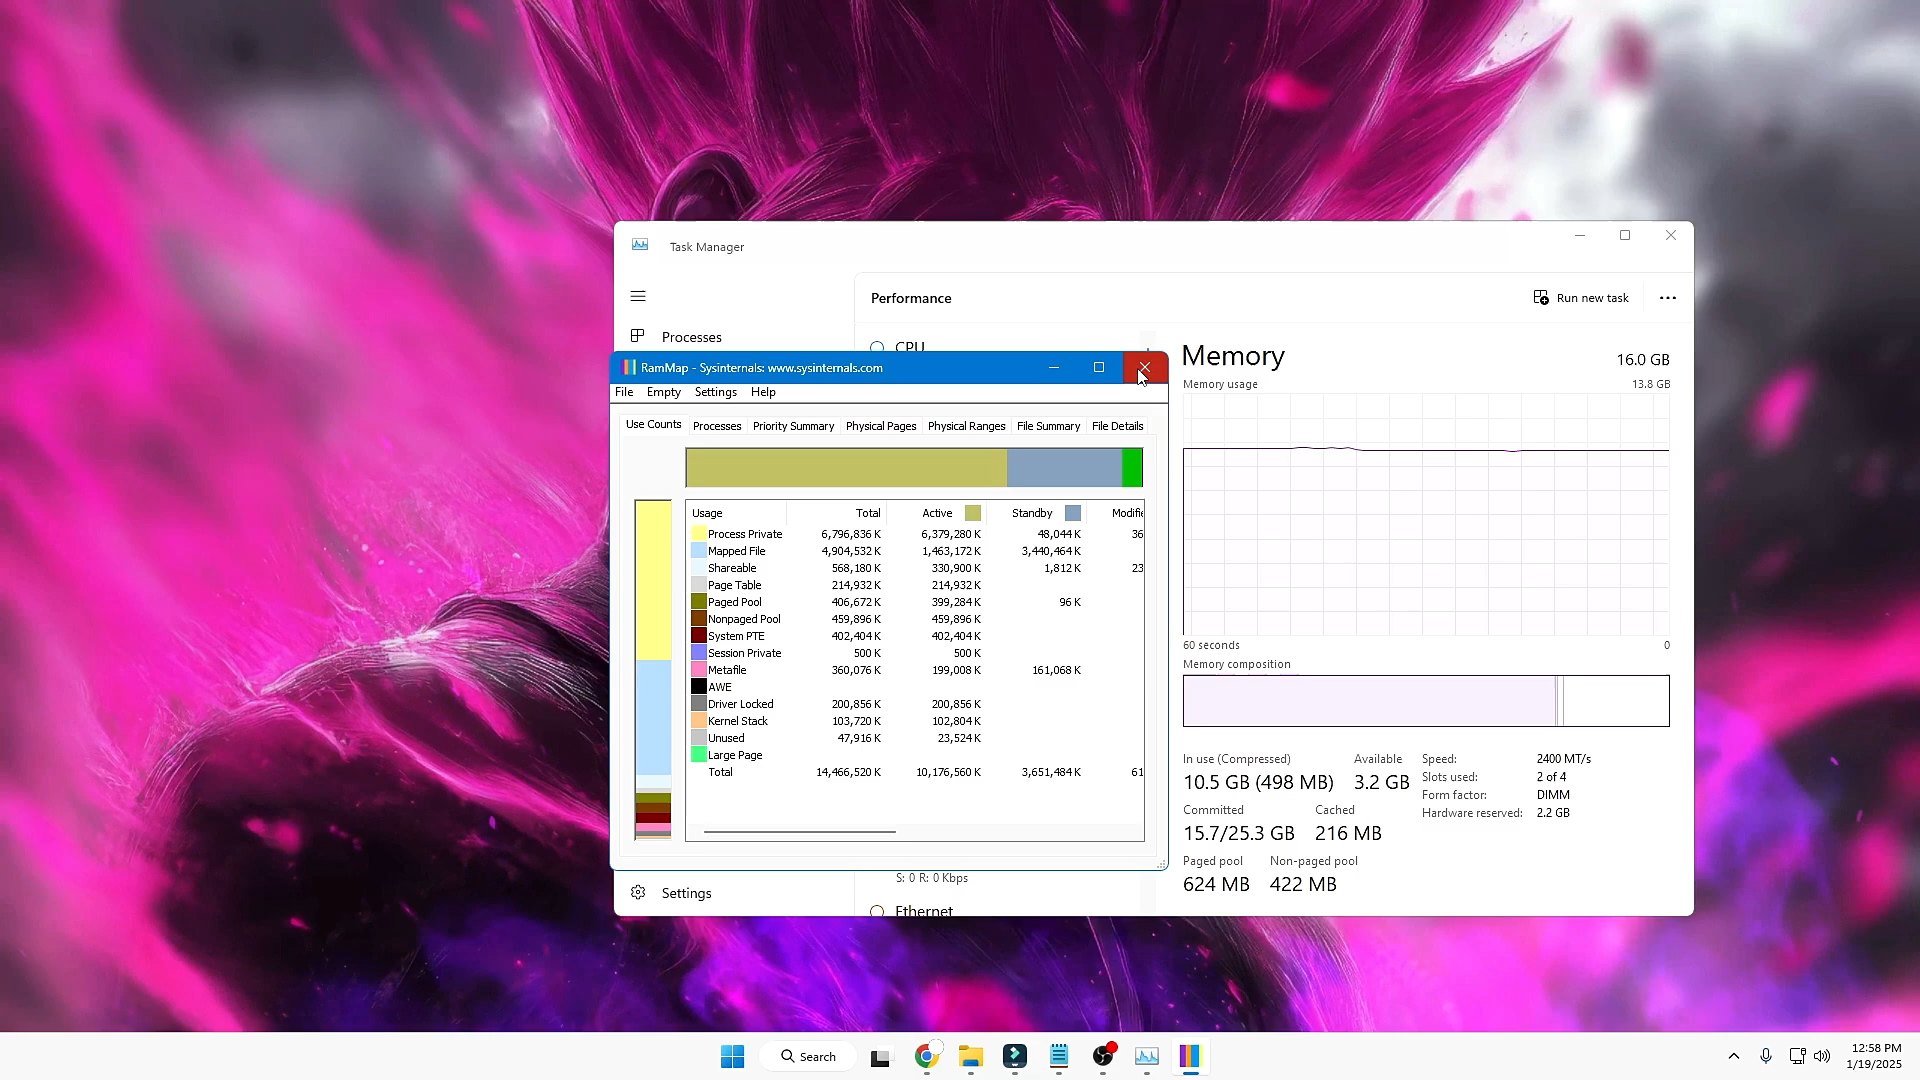 Task Manager
Performance
Run new task
Processes
CPU
Memory
16.0 GB
Memory usage
13.8 GB
RamMap - Sysinternals: www.sysinternals.com
File Empty Settings Help
Use Counts Processes Priority Summary Physical Pages Physical Ranges File Summary File Details
Usage Total Active Standby Modifie
Process Private 6,796,836 K 6,379,280 K 48,044 K 36
Mapped File 4,904,532 K 1,463,172 K 3,440,464 K
Shareable 568,180 K 330,900 K 1,812 K 23
Page Table 214,932 K 214,932 K
Paged Pool 406,672 K 399,284 K 96 K
Nonpaged Pool 459,896 K 459,896 K
System PTE 402,404 K 402,404 K
Session Private 500 K 500 K
Metafile 360,076 K 199,008 K 161,068 K
AWE
Driver Locked 200,856 K 200,856 K
Kernel Stack 103,720 K 102,804 K
Unused 47,916 K 23,524 K
Large Page
Total 14,466,520 K 10,176,560 K 3,651,484 K 61
60 seconds 0
Memory composition
In use (Compressed) Available
10.5 GB (498 MB) 3.2 GB
Committed Cached
15.7/25.3 GB 216 MB
Paged pool Non-paged pool
624 MB 422 MB
Speed: 2400 MT/s
Slots used: 2 of 4
Form factor: DIMM
Hardware reserved: 2.2 GB
S: 0 R: 0 Kbps
Settings
Ethernet
Search
12:58 PM
1/19/2025